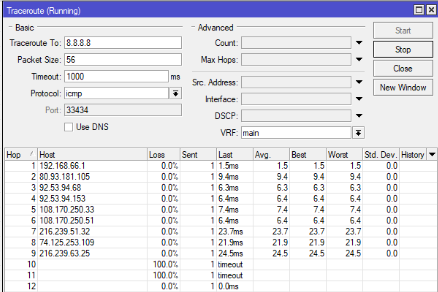 Traceroute (Running)
Basic
Traceroute To: 8.8.8.8
Packet Size: 56
Timeout: 1000 ms
Protocol: icmp
Port: 33434
Use DNS
Advanced
Count:
Max Hops:
Src. Address:
Interface:
DSCP:
VRF: main
Start
Stop
Close
New Window
Hop Host Loss Sent Last Avg. Best Worst Std. Dev. History
1 192.168.66.1 0.0% 1 1.5ms 1.5 1.5 1.5 0.0
2 80.93.181.105 0.0% 1 9.4ms 9.4 9.4 9.4 0.0
3 92.53.94.68 0.0% 1 6.3ms 6.3 6.3 6.3 0.0
4 92.53.94.153 0.0% 1 6.4ms 6.4 6.4 6.4 0.0
5 108.170.250.33 0.0% 1 7.4ms 7.4 7.4 7.4 0.0
6 108.170.250.51 0.0% 1 6.4ms 6.4 6.4 6.4 0.0
7 216.239.51.32 0.0% 1 23.7ms 23.7 23.7 23.7 0.0
8 74.125.253.109 0.0% 1 21.9ms 21.9 21.9 21.9 0.0
9 216.239.63.25 0.0% 1 24.5ms 24.5 24.5 24.5 0.0
10 100.0% 1 timeout
11 100.0% 1 timeout
12 0.0% 1 0.0ms